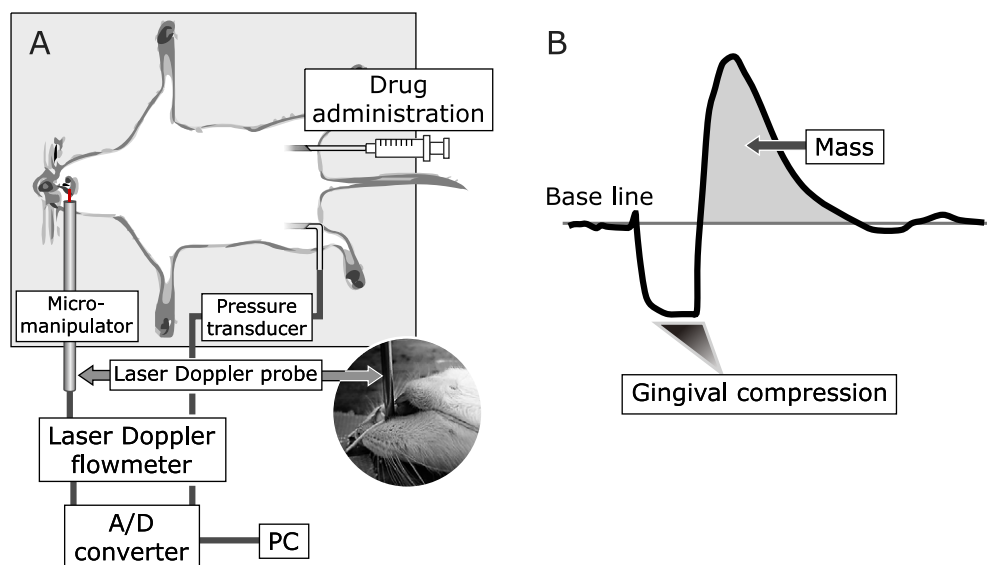 A
Drug
administration
Micro-
manipulator
Pressure
transducer
Laser Doppler probe
Laser Doppler
flowmeter
A/D
converter
PC
B
Mass
Base line
Gingival compression